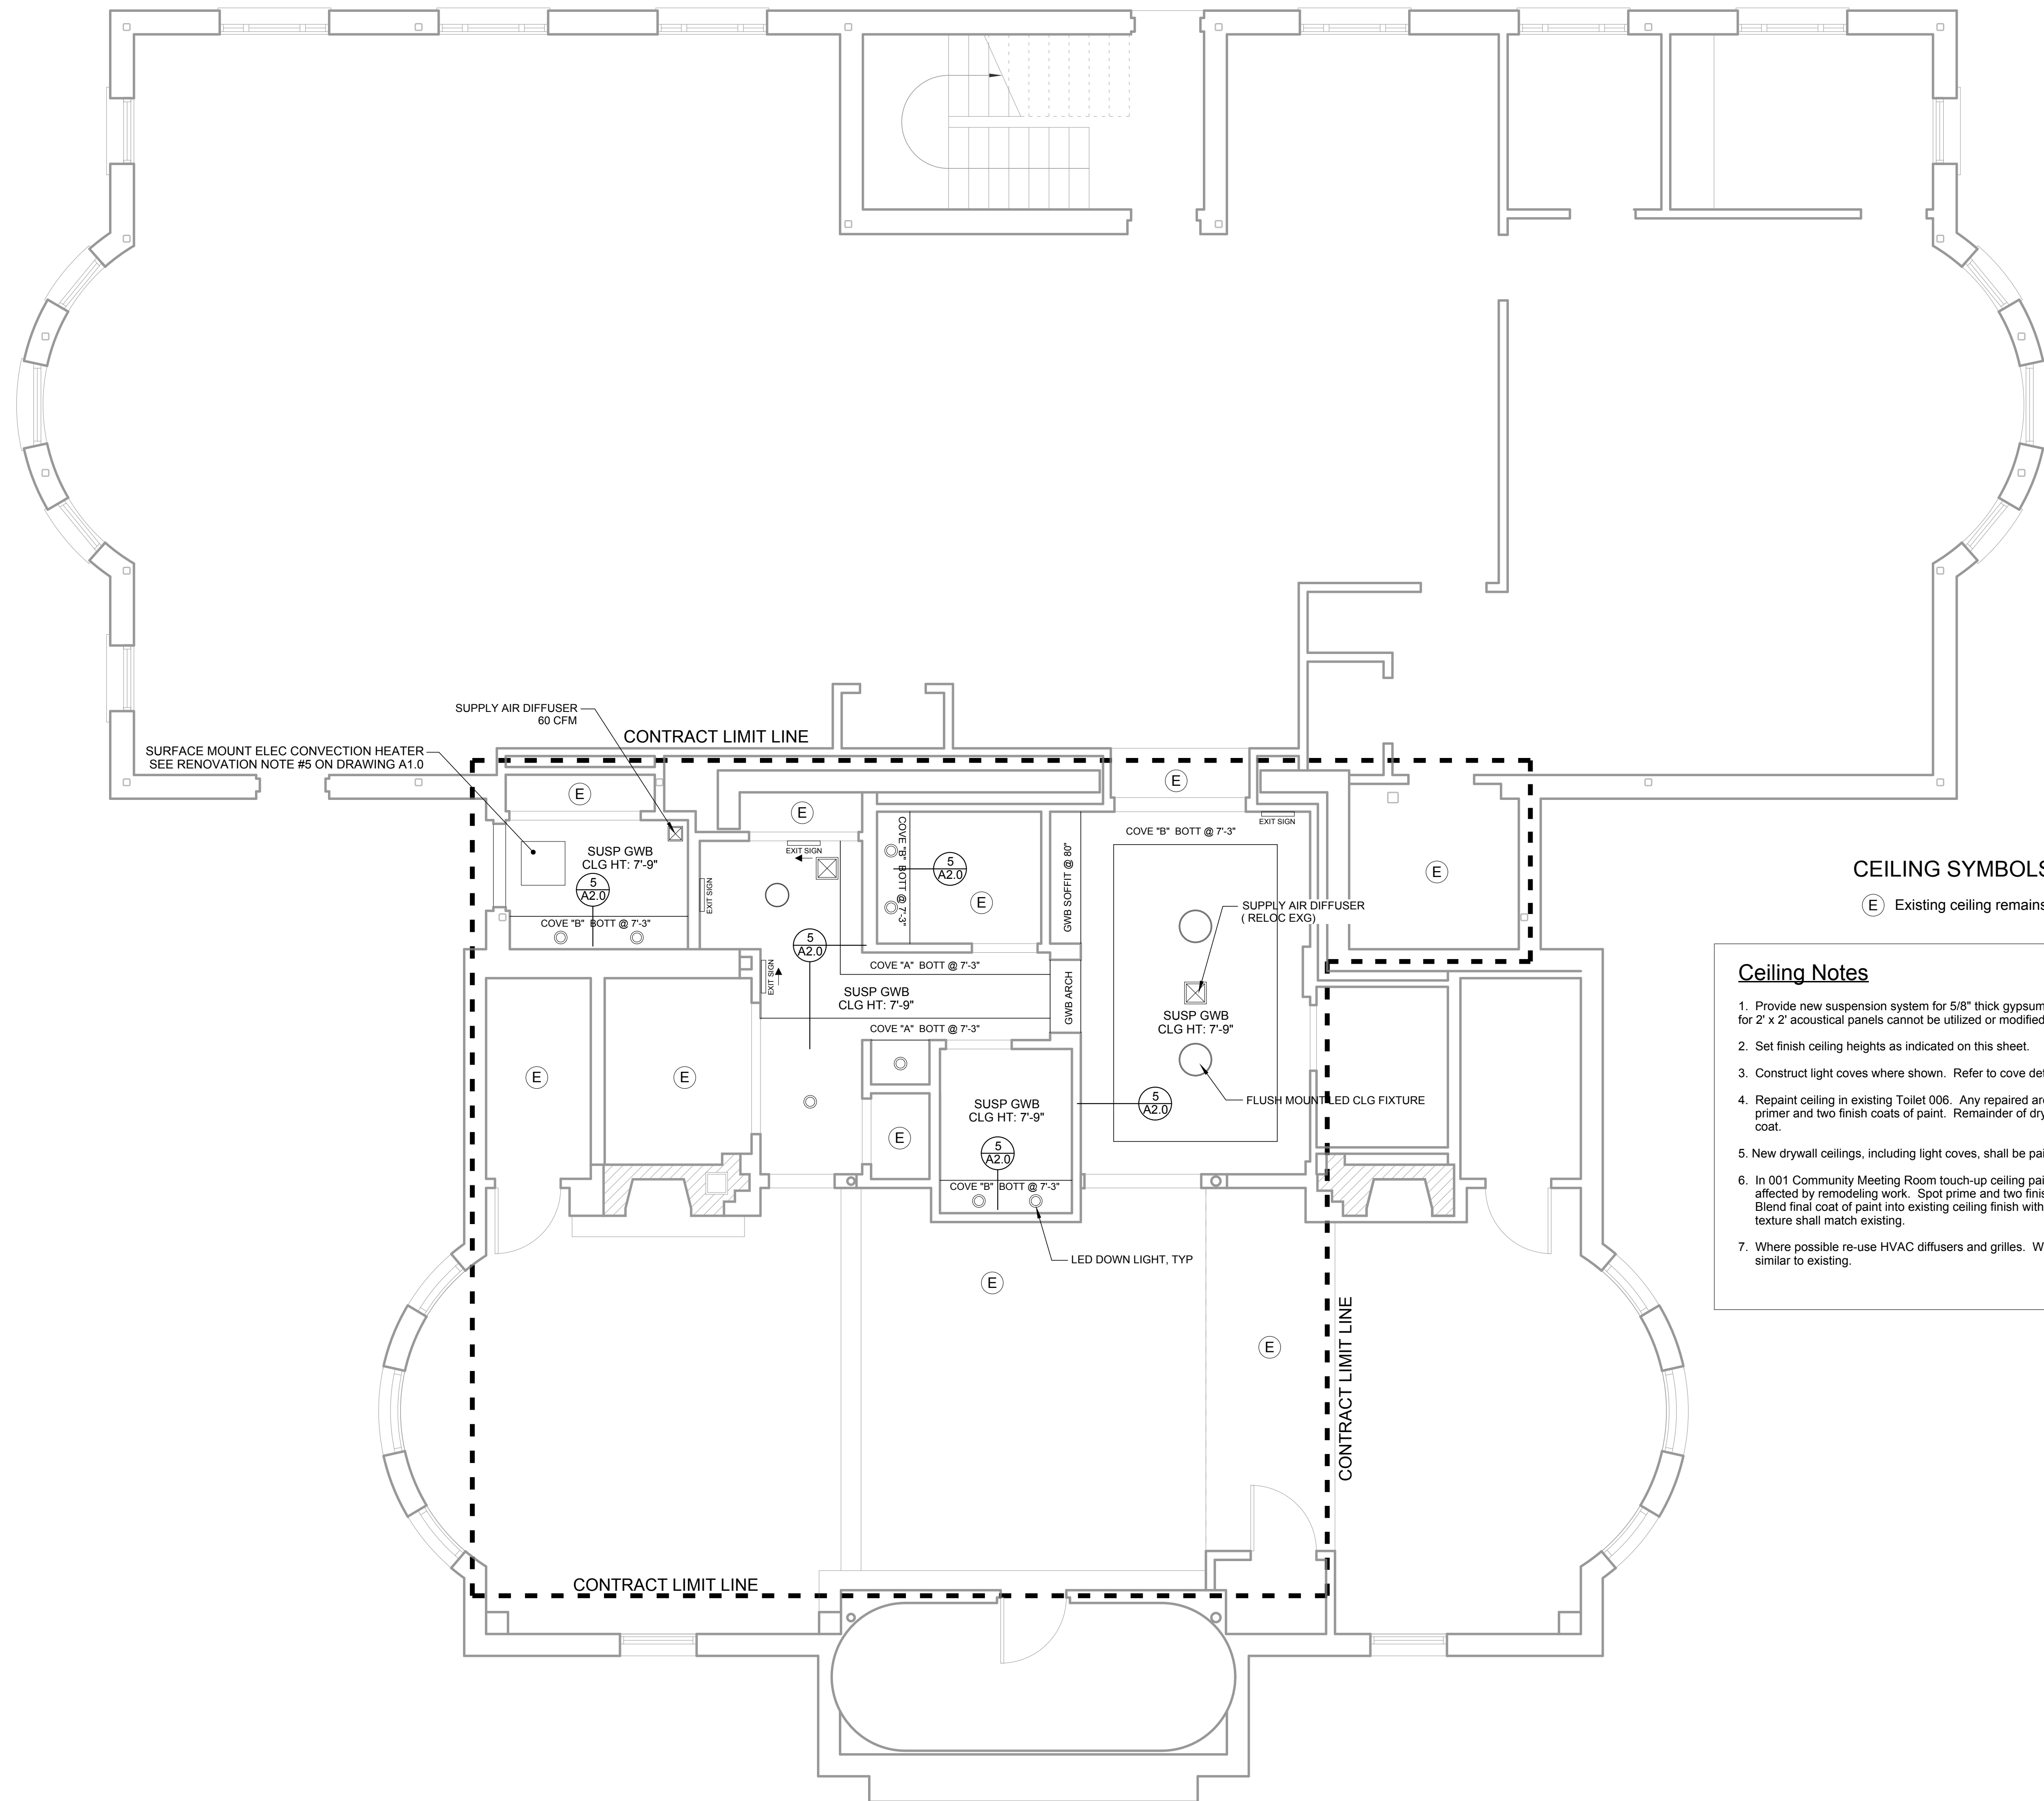 SUPPLY AIR DIFFUSER
60 CFM
CONTRACT LIMIT LINE
SURFACE MOUNT ELEC CONVECTION HEATER
SEE RENOVATION NOTE #5 ON DRAWING A1.0
E
E
E
SUSP GWB
CLG HT: 7'-9"
5
A2.0
COVE "B" BOTT @ 7'-3"
EXIT SIGN
EXIT SIGN
EXIT SIGN
COVE "B" BOTT @ 7'-3"
5
A2.0
E
GWB SOFFIT @ 80"
COVE "B" BOTT @ 7'-3"
EXIT SIGN
E
SUPPLY AIR DIFFUSER
( RELOC EXG)
5
A2.0
COVE "A" BOTT @ 7'-3"
SUSP GWB
CLG HT: 7'-9"
COVE "A" BOTT @ 7'-3"
GWB ARCH
SUSP GWB
CLG HT: 7'-9"
E
E
E
SUSP GWB
CLG HT: 7'-9"
5
A2.0
COVE "B" BOTT @ 7'-3"
5
A2.0
FLUSH MOUNT LED CLG FIXTURE
LED DOWN LIGHT, TYP
E
E
CONTRACT LIMIT LINE
CONTRACT LIMIT LINE
CEILING SYMBOLS
E Existing ceiling remains
Ceiling Notes
1. Provide new suspension system for 5/8" thick gypsum
for 2' x 2' acoustical panels cannot be utilized or modified
2. Set finish ceiling heights as indicated on this sheet.
3. Construct light coves where shown. Refer to cove det
4. Repaint ceiling in existing Toilet 006. Any repaired are
primer and two finish coats of paint. Remainder of dry
coat.
5. New drywall ceilings, including light coves, shall be pai
6. In 001 Community Meeting Room touch-up ceiling pai
affected by remodeling work. Spot prime and two finis
Blend final coat of paint into existing ceiling finish with
texture shall match existing.
7. Where possible re-use HVAC diffusers and grilles. W
similar to existing.